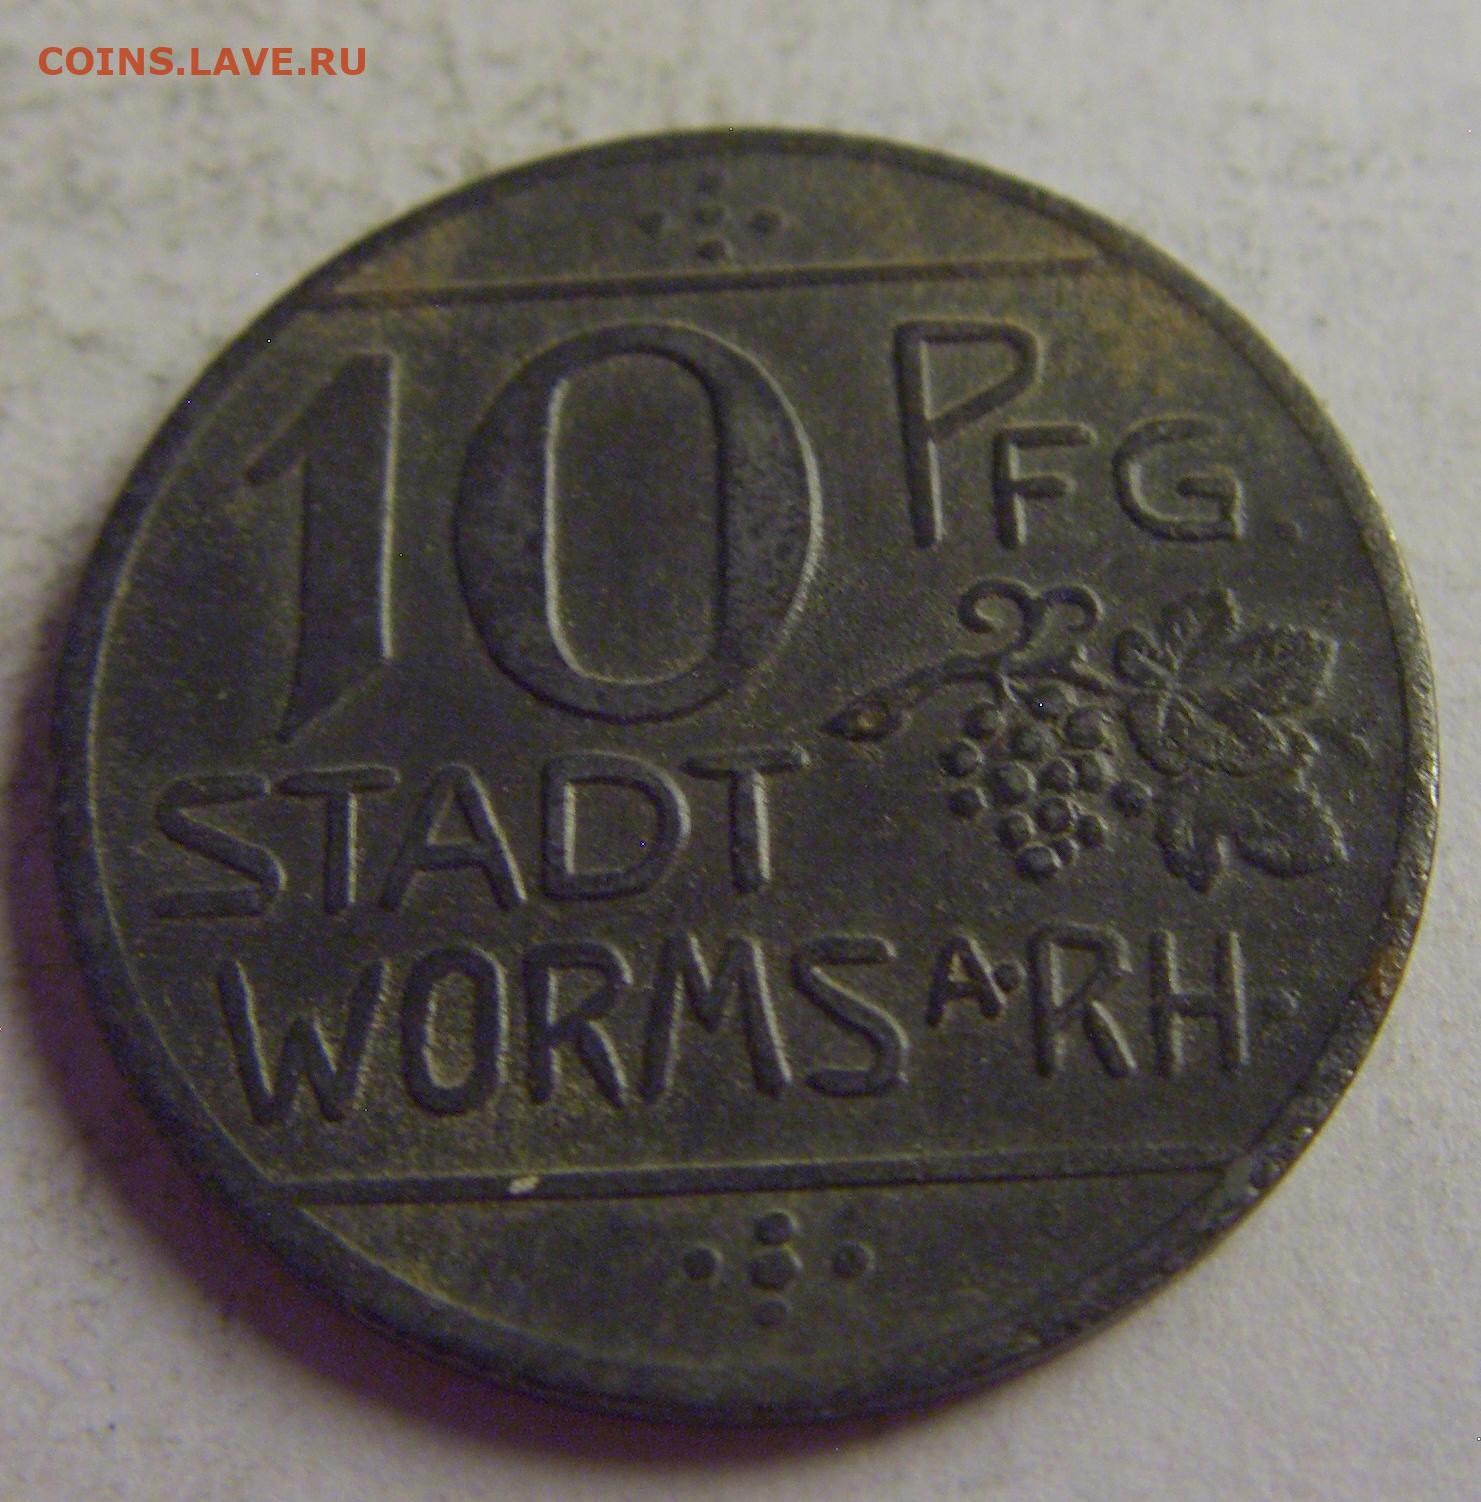 COINS.LAVE.RU
10 PFG.
STADT
WORMS A·RH